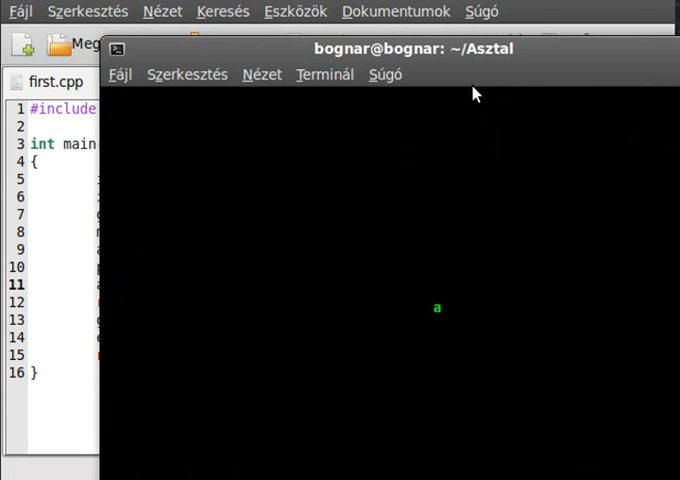 Fájl Szerkesztés Nézet Keresés Eszközök Dokumentumok Súgó
bognar@bognar: ~/Asztal
Fájl Szerkesztés Nézet Terminál Súgó
first.cpp
1 #include
2
3 int main
4 {
5
6
7
8
9
10
11
12
13
14
15
16 }
a